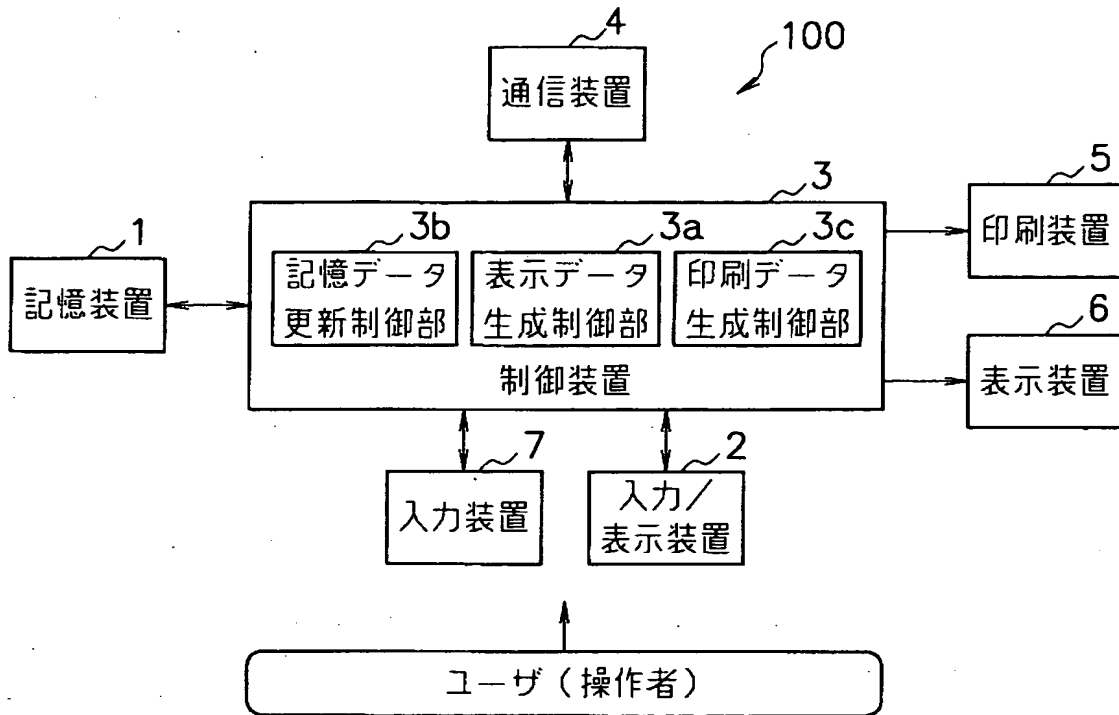 4
100
通信装置
3
5
印刷装置
1
記憶装置
3b
3a
3c
記憶データ
更新制御部
表示データ
生成制御部
印刷データ
生成制御部
制御装置
6
表示装置
7
入力装置
2
入力／
表示装置
ユーザ(操作者)